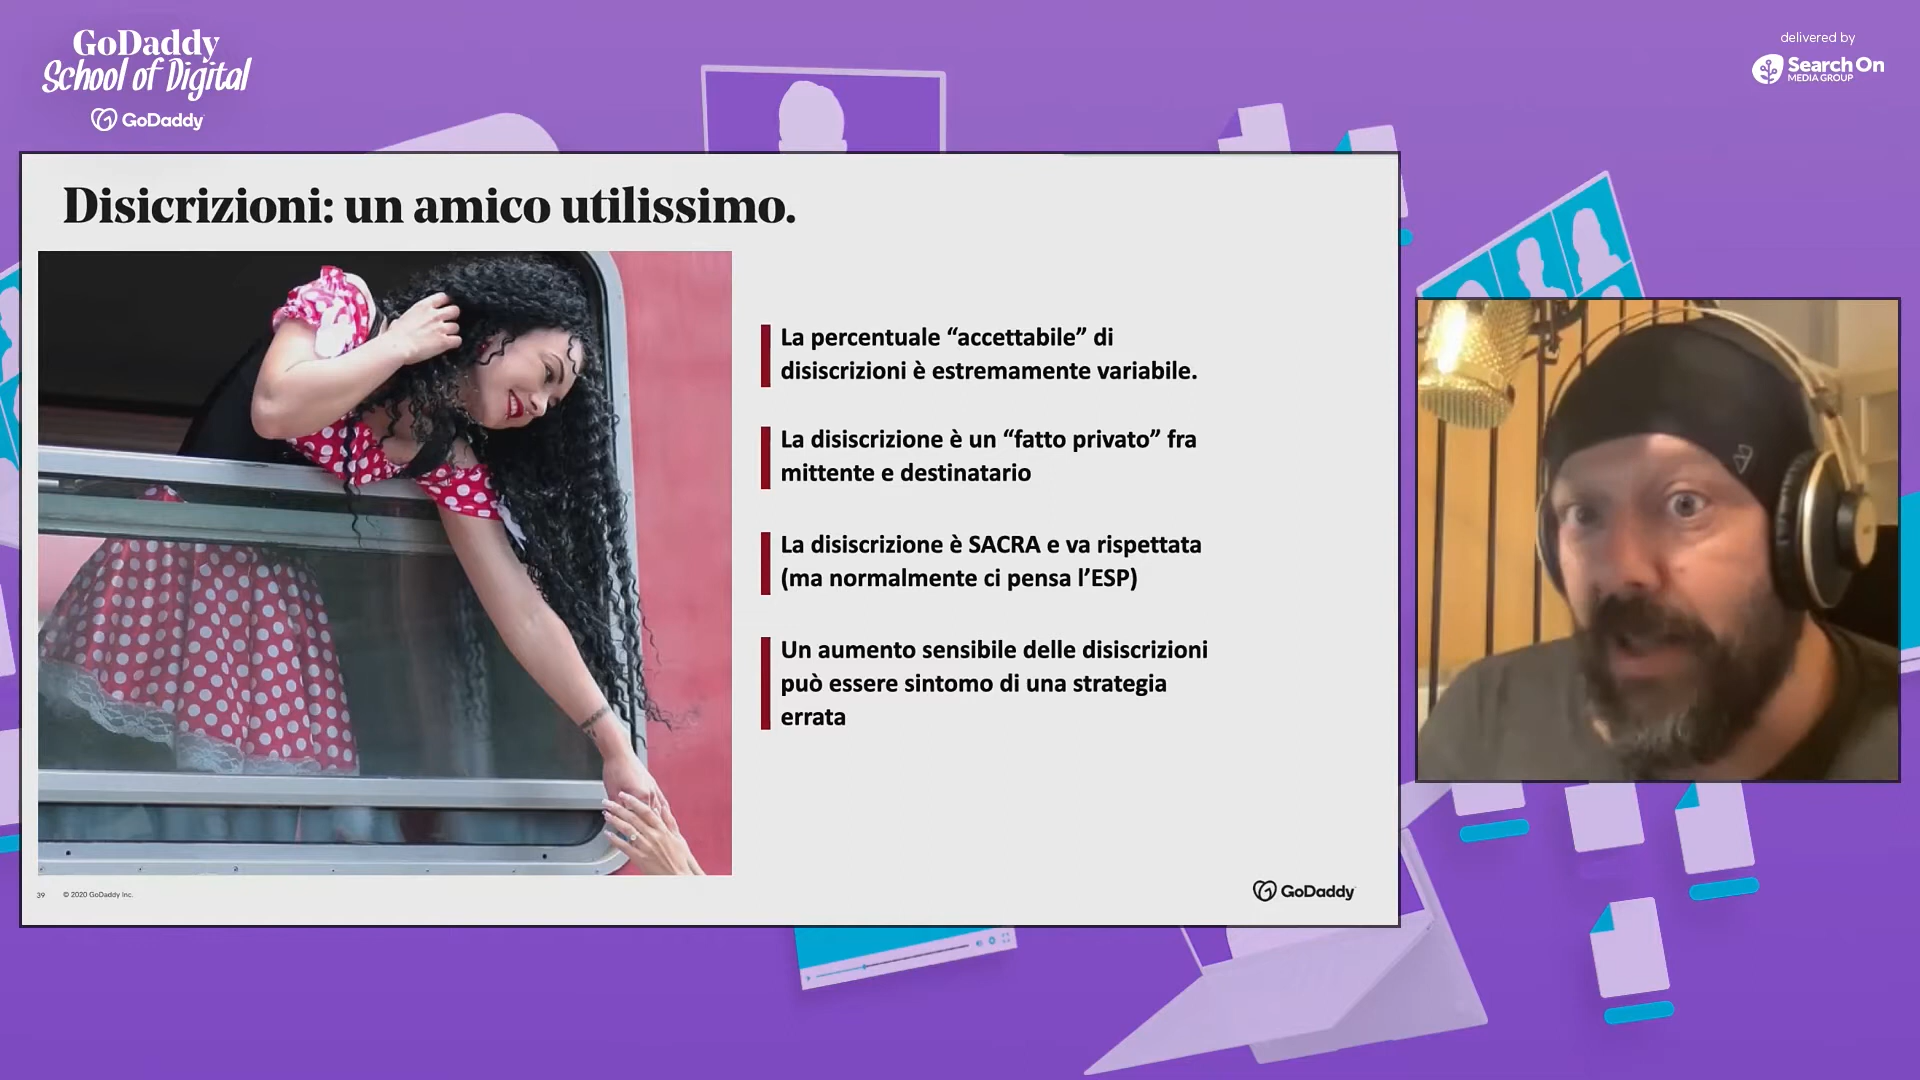 GoDaddy
School of Digital
GoDaddy
delivered by
Search On
MEDIA GROUP
Disicrizioni: un amico utilissimo.
La percentuale “accettabile” di
disiscrizioni è estremamente variabile.
La disiscrizione è un “fatto privato” fra
mittente e destinatario
La disiscrizione è SACRA e va rispettata
(ma normalmente ci pensa l’ESP)
Un aumento sensibile delle disiscrizioni
può essere sintomo di una strategia
errata
39 © 2020 GoDaddy Inc.
GoDaddy